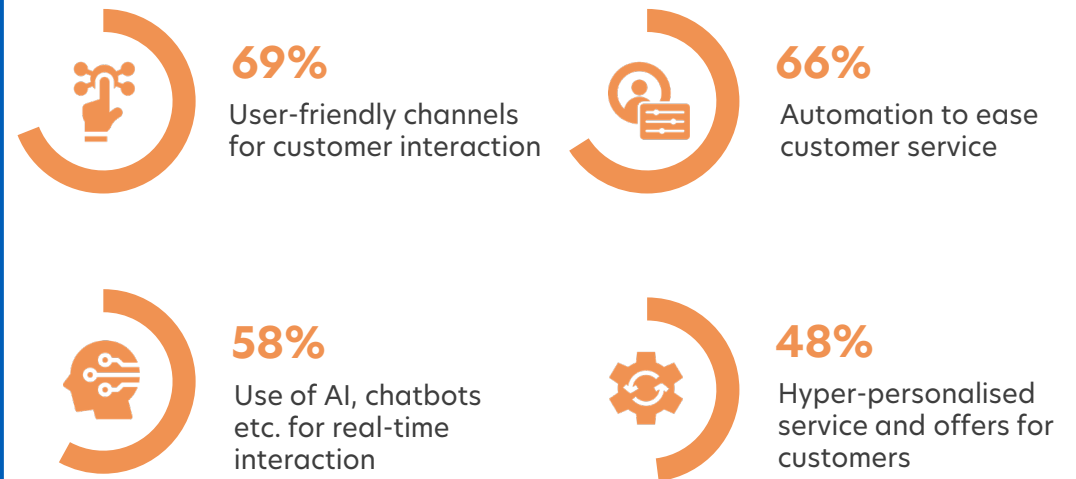 69%
User-friendly channels
for customer interaction
66%
Automation to ease
customer service
58%
Use of AI, chatbots
etc. for real-time
interaction
48%
Hyper-personalised
service and offers for
customers